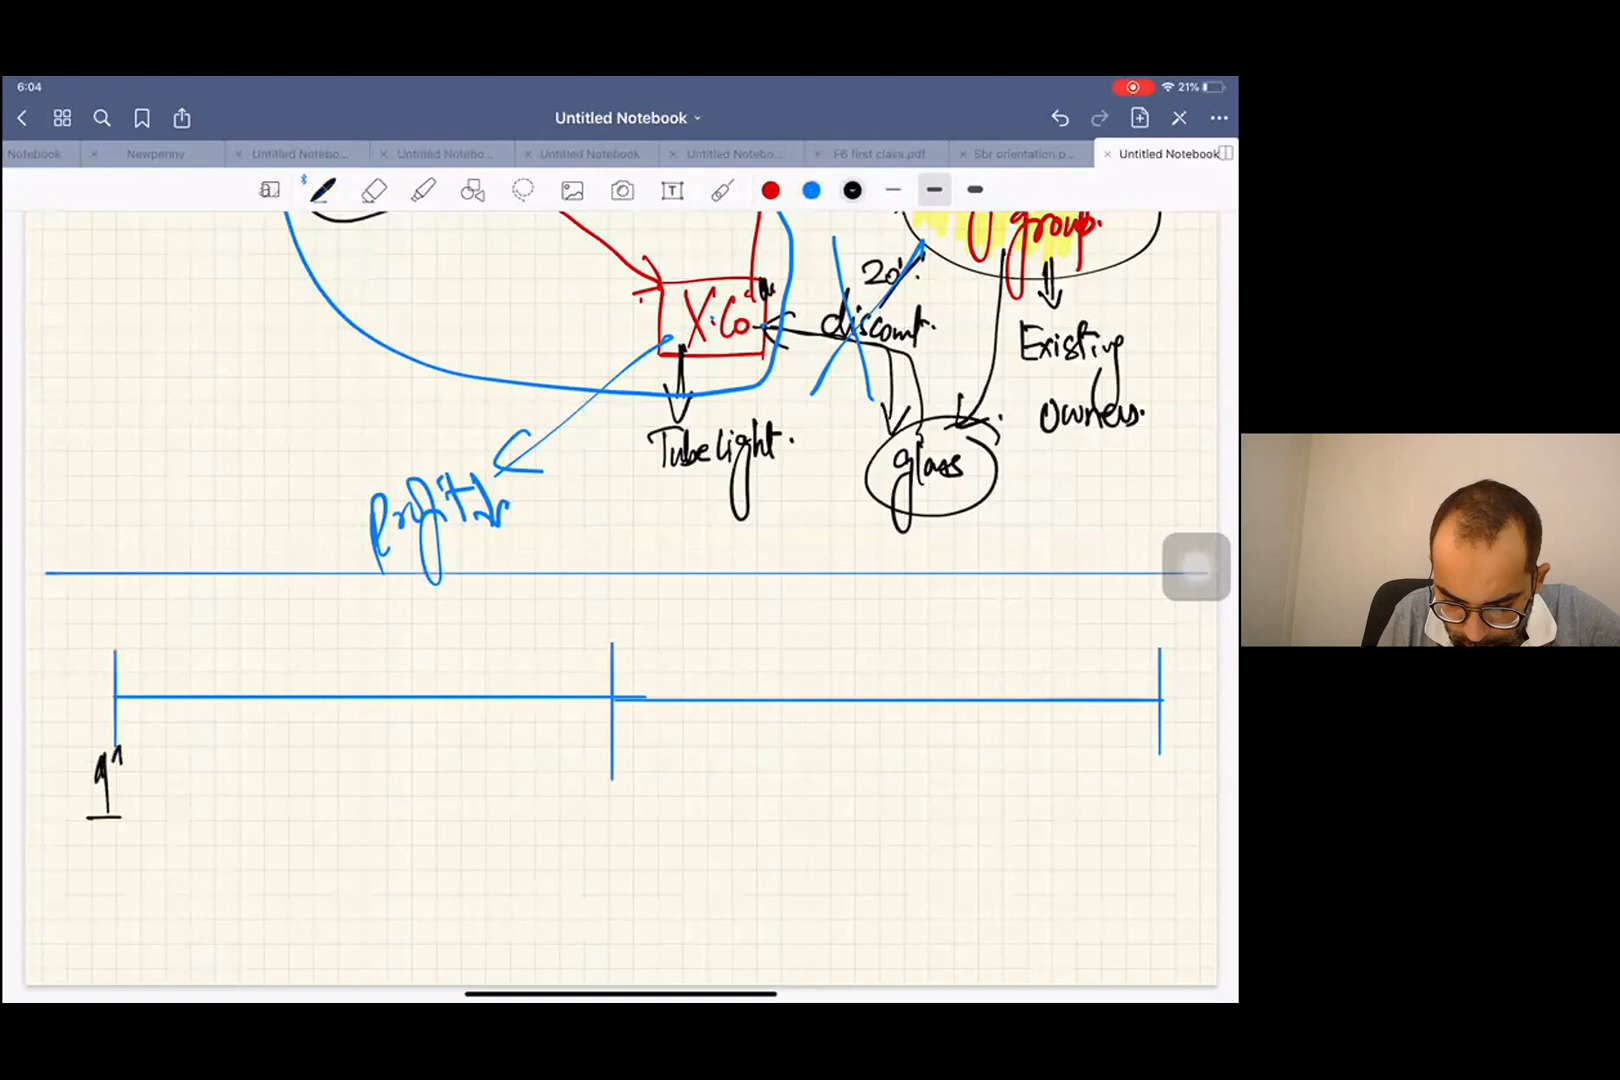 6:04
21%
Untitled Notebook
Notebook
Newpenny
Untitled Notebo...
Untitled Notebo...
Untitled Notebook
Untitled Notebo...
F6 first class.pdf
Sbr orientation.p...
Untitled Notebook
T
group.
20%
X.Co
discount.
Existing
owners.
Tubelight.
glass